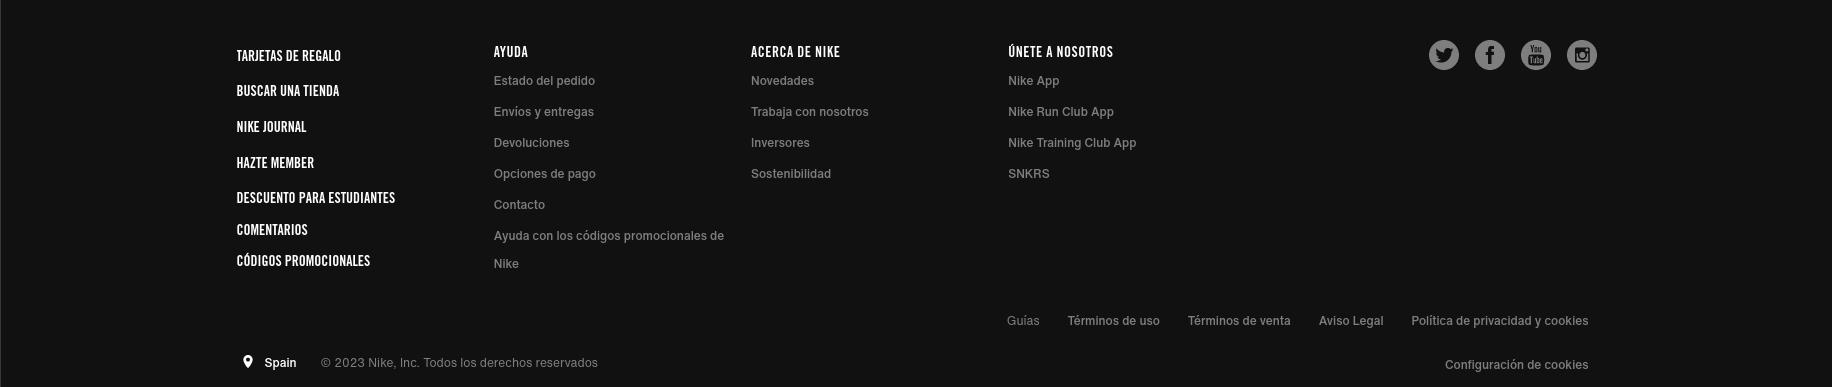 TARJETAS DE REGALO
BUSCAR UNA TIENDA
NIKE JOURNAL
HAZTE MEMBER
DESCUENTO PARA ESTUDIANTES
COMENTARIOS
CÓDIGOS PROMOCIONALES
AYUDA
Estado del pedido
Envíos y entregas
Devoluciones
Opciones de pago
Contacto
Ayuda con los códigos promocionales de
Nike
ACERCA DE NIKE
Novedades
Trabaja con nosotros
Inversores
Sostenibilidad
ÚNETE A NOSOTROS
Nike App
Nike Run Club App
Nike Training Club App
SNKRS
You
Tube
Guías Términos de uso Términos de venta Aviso Legal Política de privacidad y cookies
Spain © 2023 Nike, Inc. Todos los derechos reservados
Configuración de cookies